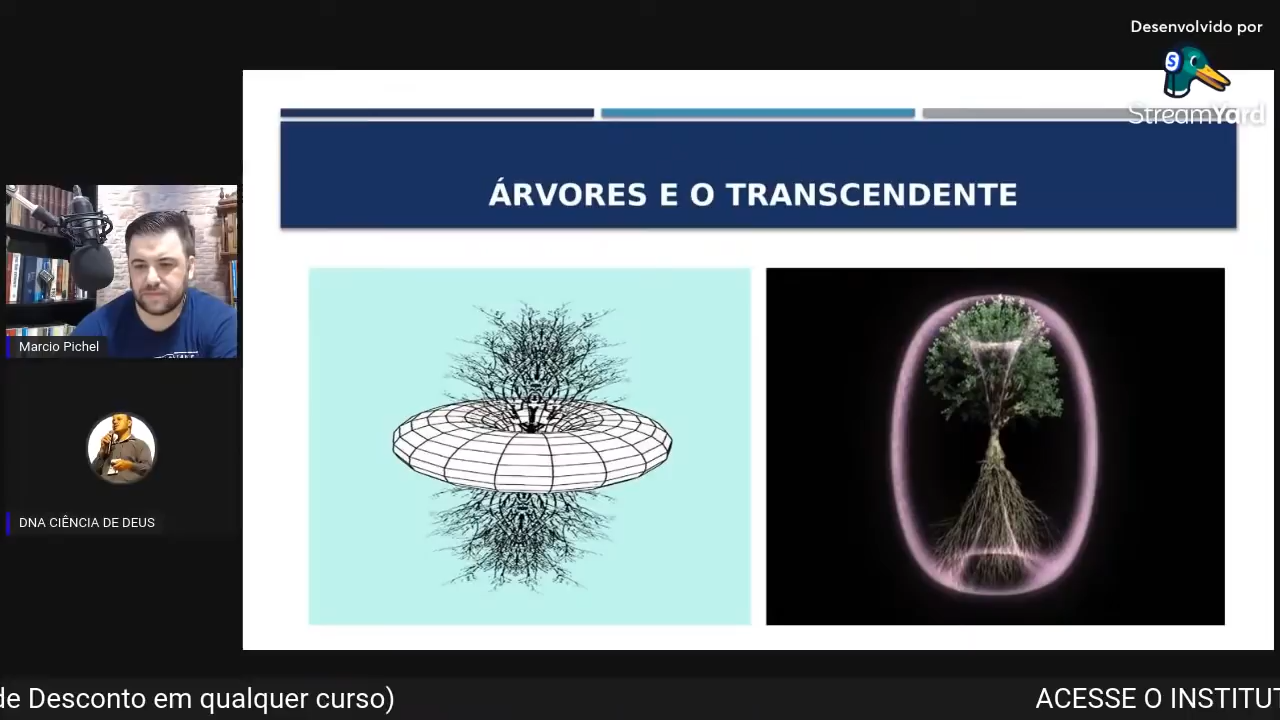 Desenvolvido por
S
StreamYard
ÁRVORES E O TRANSCENDENTE
Marcio Pichel
DNA CIÊNCIA DE DEUS
de Desconto em qualquer curso)
ACESSE O INSTITUT